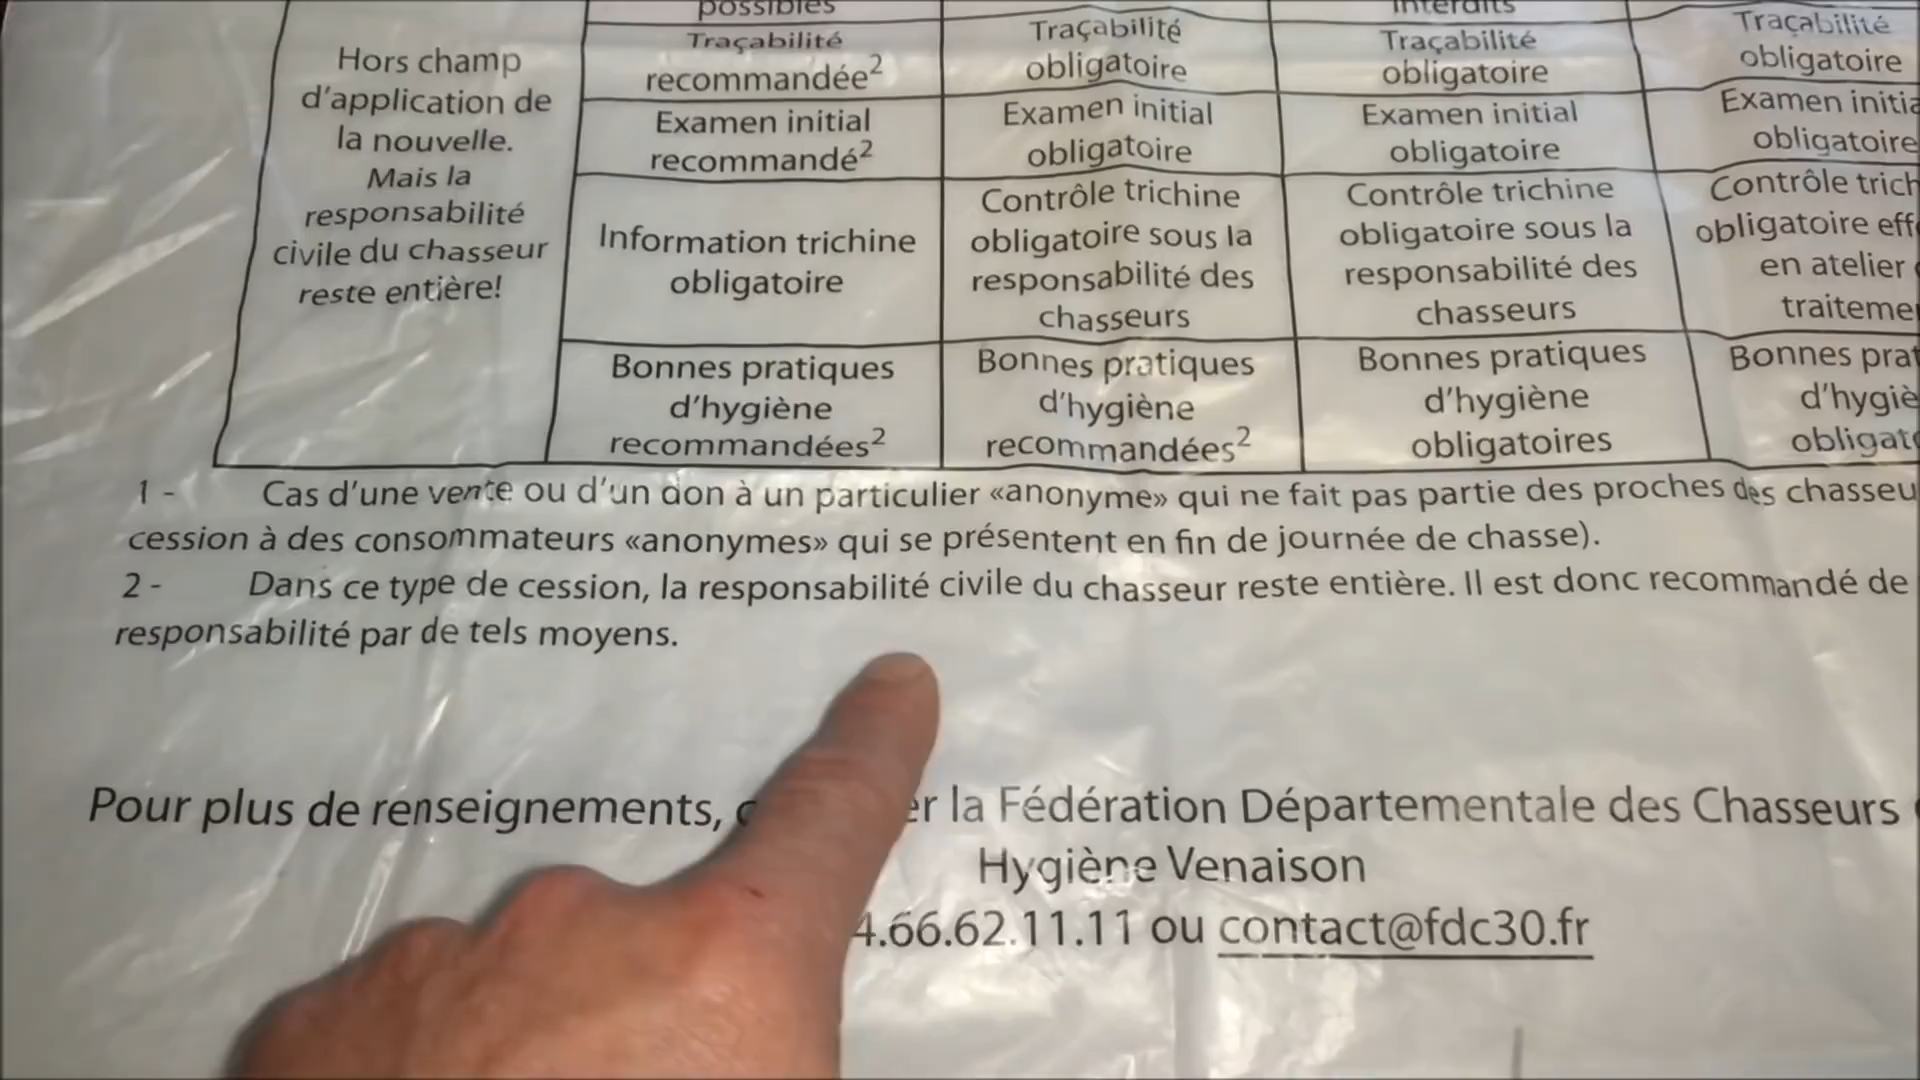 possibles
interdits
Hors champ
d'application de
la nouvelle.
Mais la
responsabilité
civile du chasseur
reste entière!
Traçabilité
recommandée²
Traçabilité
obligatoire
Traçabilité
obligatoire
Traçabilité
obligatoire
Examen initial
recommandé²
Examen initial
obligatoire
Examen initial
obligatoire
Examen initia
obligatoire
Information trichine
obligatoire
Contrôle trichine
obligatoire sous la
responsabilité des
chasseurs
Contrôle trichine
obligatoire sous la
responsabilité des
chasseurs
Contrôle trich
obligatoire eff
en atelier
traiteme
Bonnes pratiques
d'hygiène
recommandées²
Bonnes pratiques
d'hygiène
recommandées²
Bonnes pratiques
d'hygiène
obligatoires
Bonnes prat
d'hygiè
obligat
1 - Cas d'une vente ou d'un don à un particulier «anonyme» qui ne fait pas partie des proches des chasseu
cession à des consommateurs «anonymes» qui se présentent en fin de journée de chasse).
2 - Dans ce type de cession, la responsabilité civile du chasseur reste entière. Il est donc recommandé de
responsabilité par de tels moyens.
Pour plus de renseignements, er la Fédération Départementale des Chasseurs
Hygiène Venaison
4.66.62.11.11 ou contact@fdc30.fr